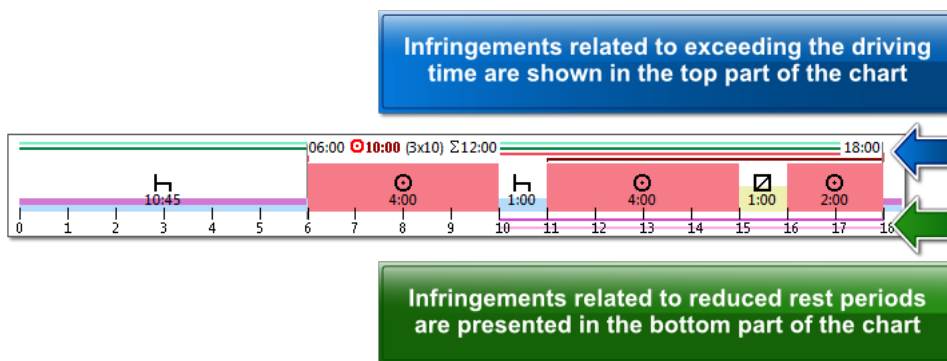 Infringements related to exceeding the driving
time are shown in the top part of the chart
06:00 10:00 (3x10) Σ12:00 18:00
10:45 4:00 1:00 4:00 1:00 2:00
0 1 2 3 4 5 6 7 8 9 10 11 12 13 14 15 16 17 18
Infringements related to reduced rest periods
are presented in the bottom part of the chart